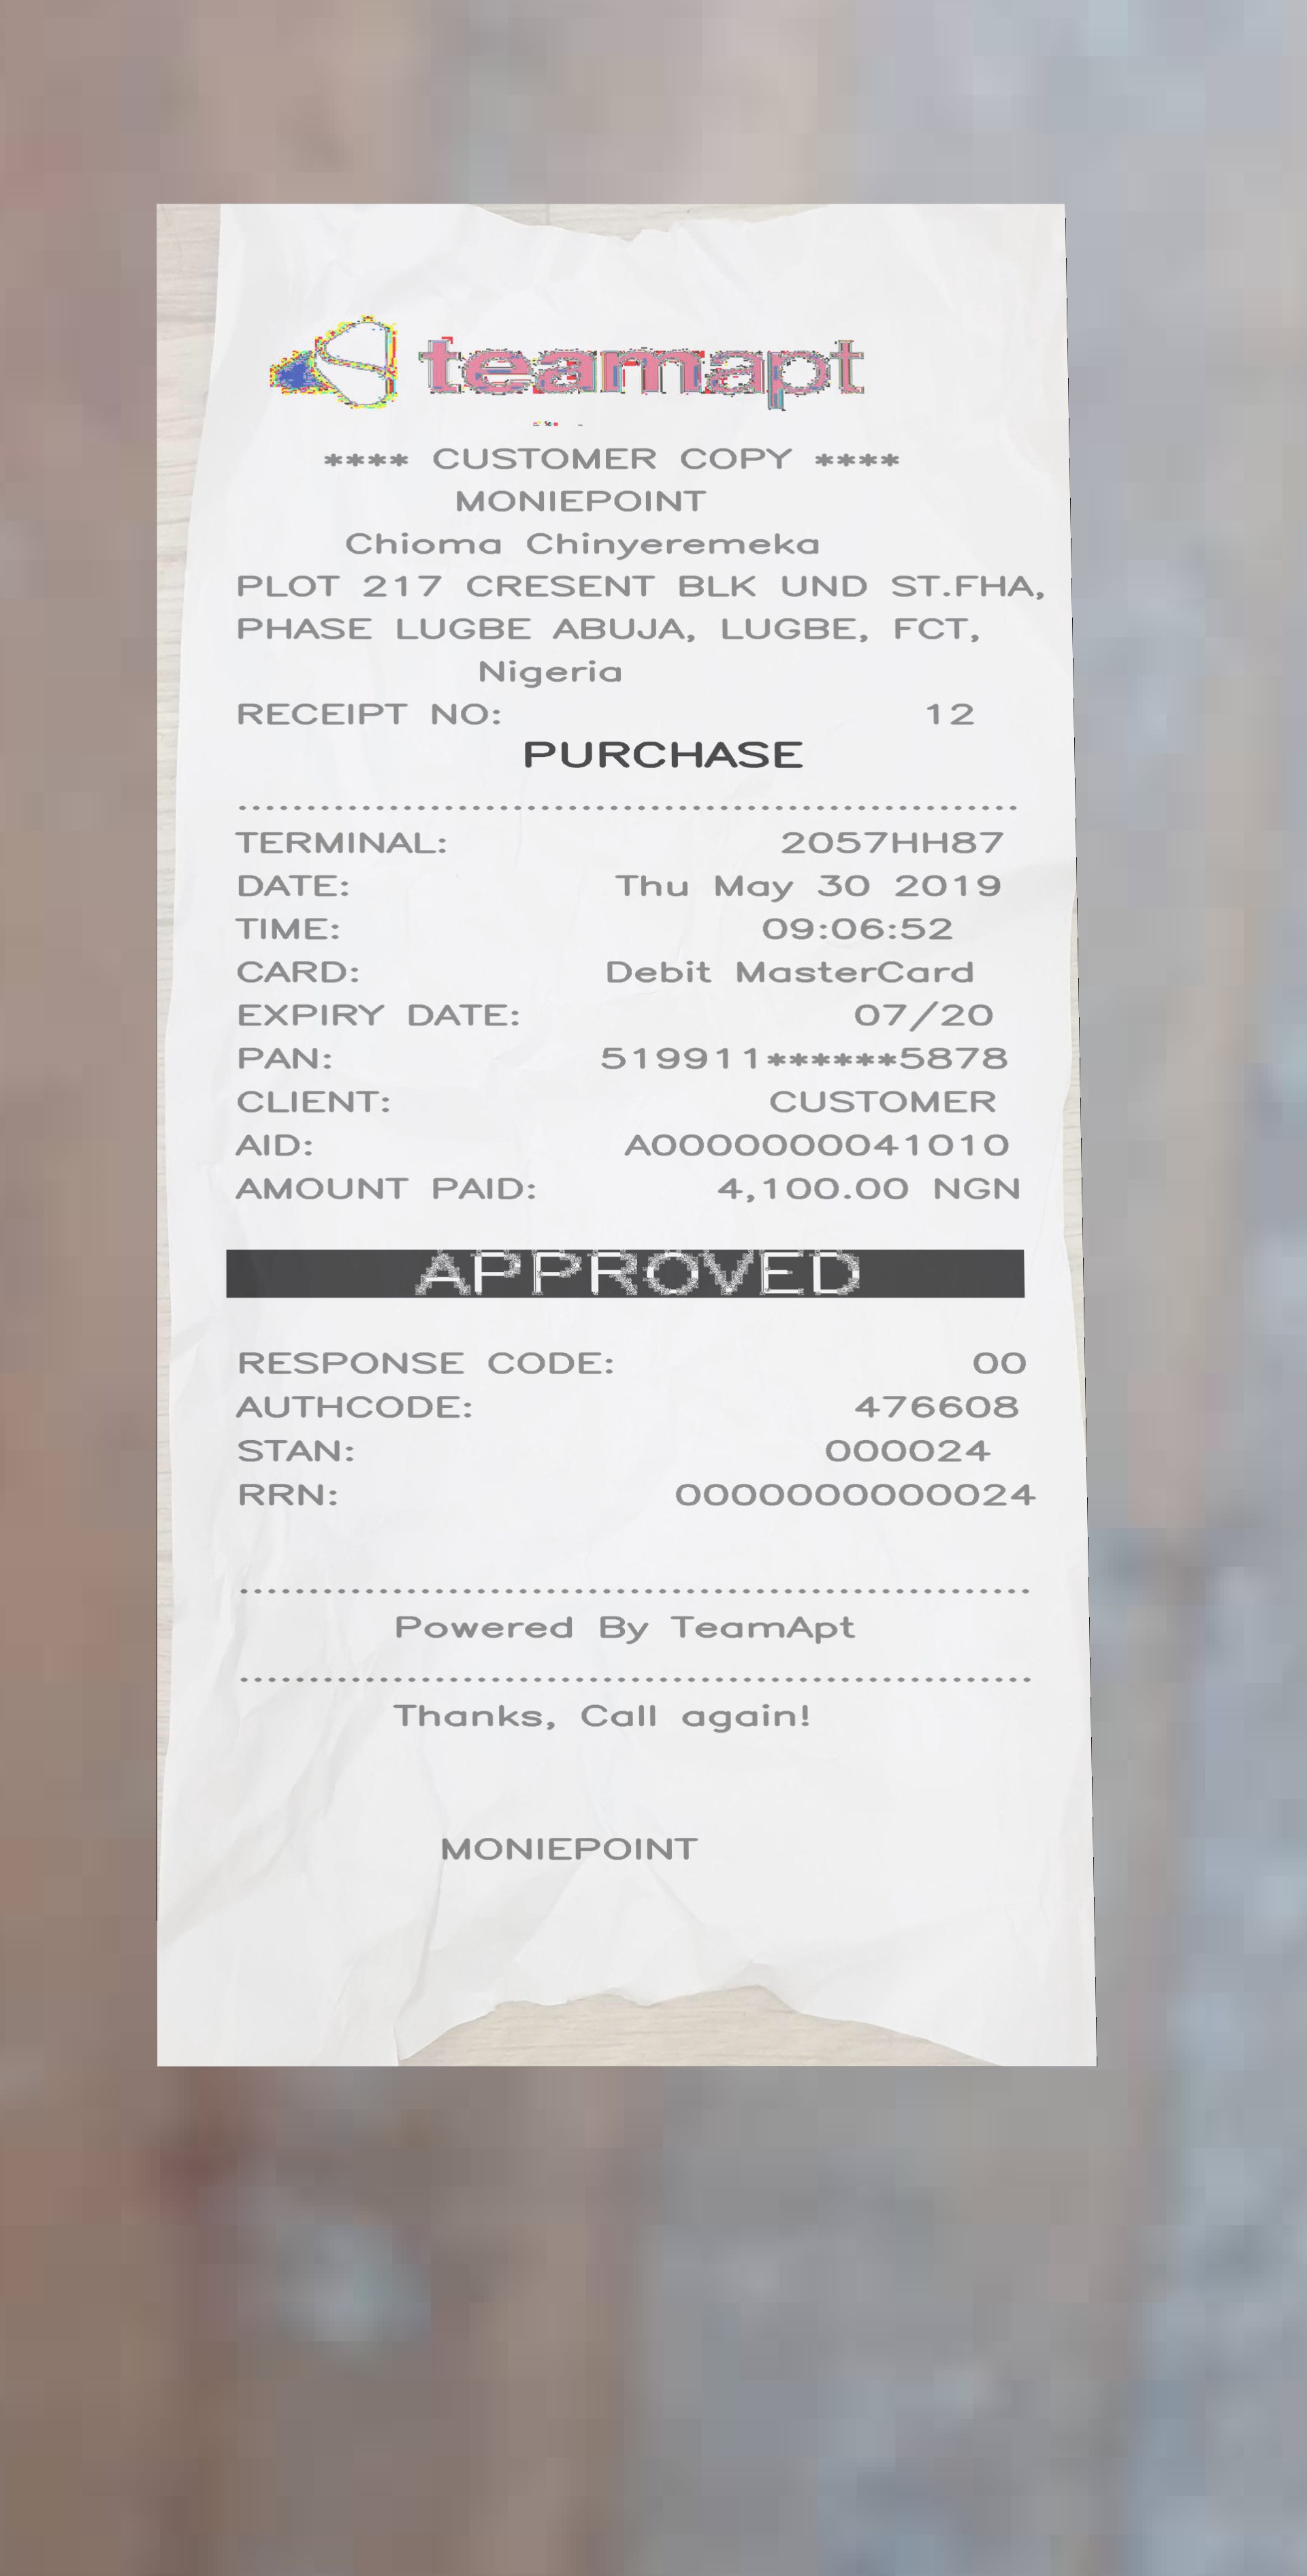 teamapt
**** CUSTOMER COPY ****
MONIEPOINT
Chioma Chinyeremeka
PLOT 217 CRESENT BLK UND ST.FHA,
PHASE LUGBE ABUJA, LUGBE, FCT,
Nigeria
RECEIPT NO: 12
PURCHASE
TERMINAL: 2057HH87
DATE: Thu May 30 2019
TIME: 09:06:52
CARD: Debit MasterCard
EXPIRY DATE: 07/20
PAN: 519911******5878
CLIENT: CUSTOMER
AID: A0000000041010
AMOUNT PAID: 4,100.00 NGN
APPROVED
RESPONSE CODE: 00
AUTHCODE: 476608
STAN: 000024
RRN: 0000000000024
Powered By TeamApt
Thanks, Call again!
MONIEPOINT